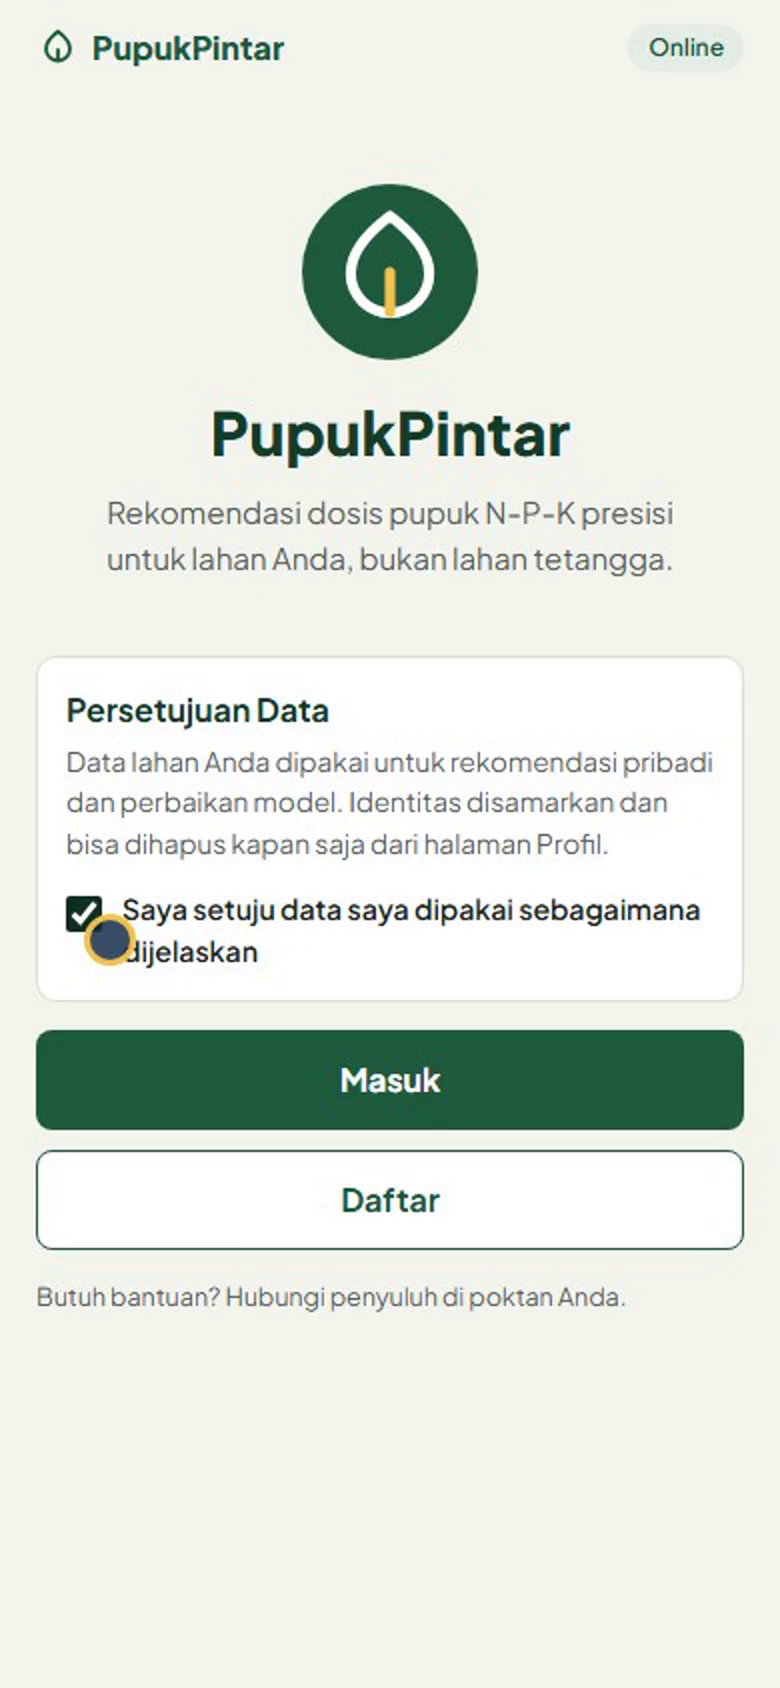 PupukPintar
Online
PupukPintar
Rekomendasi dosis pupuk N-P-K presisi
untuk lahan Anda, bukan lahan tetangga.
Persetujuan Data
Data lahan Anda dipakai untuk rekomendasi pribadi
dan perbaikan model. Identitas disamarkan dan
bisa dihapus kapan saja dari halaman Profil.
Saya setuju data saya dipakai sebagaimana
dijelaskan
Masuk
Daftar
Butuh bantuan? Hubungi penyuluh di poktan Anda.